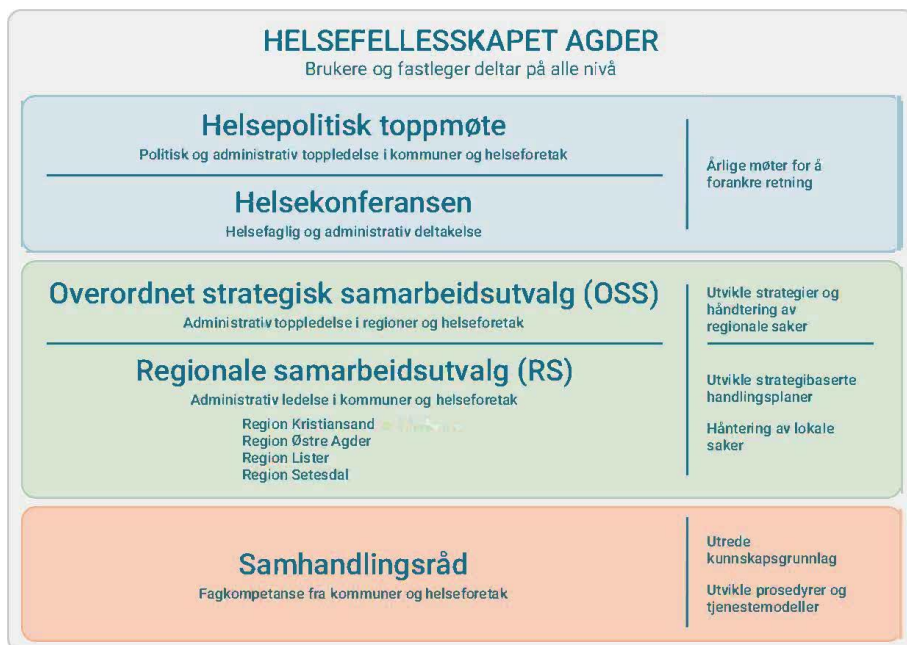 HELSEFELLESSKAPET AGDER
Brukere og fastleger deltar på alle nivå
Helsepolitisk toppmøte
Politisk og administrativ toppledelse i kommuner og helseforetak
Helsekonferansen
Helsefaglig og administrativ deltakelse
Årlige møter for å
forankre retning
Overordnet strategisk samarbeidsutvalg (OSS)
Administrativ toppledelse i regioner og helseforetak
Utvikle strategier og
håndtering av
regionale saker
Regionale samarbeidsutvalg (RS)
Administrativ ledelse i kommuner og helseforetak
Region Kristiansand
Region Østre Agder
Region Lister
Region Setesdal
Utvikle strategibaserte
handlingsplaner
Håntering av lokale
saker
Samhandlingsråd
Fagkompetanse fra kommuner og helseforetak
Utrede
kunnskapsgrunnlag
Utvikle prosedyrer og
tjenestemodeller